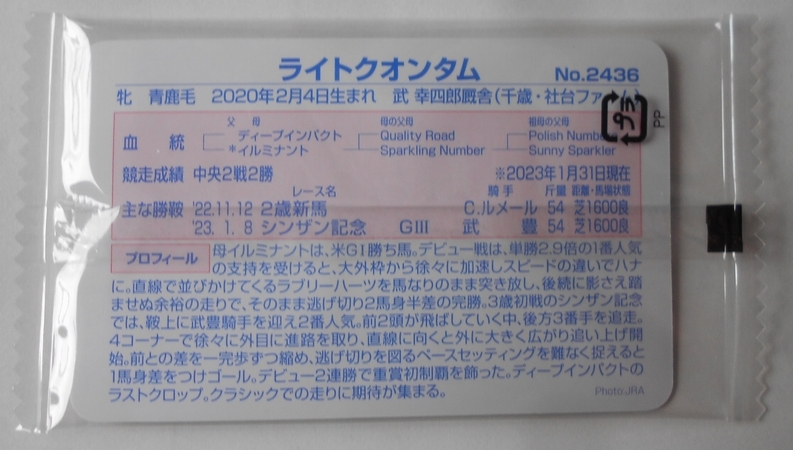 ライトクオンタム No.2436
牝 青鹿毛 2020年2月4日生まれ 武 幸四郎厩舎(千歳・社台ファ
父 母 母の父母 祖母の父母
血統 ディープインパクト Quality Road Polish Numb
*イルミナント Sparkling Number Sunny Sparkler
プラ
PP
競走成績 中央2戦2勝 ※2023年1月31日現在
レース名 騎手 斤量 距離・馬場状態
主な勝鞍 '22.11.12 2歳新馬 C.ルメール 54 芝1600良
'23. 1. 8 シンザン記念 GIII 武 豊 54 芝1600良
プロフィール 母イルミナントは、米GI勝ち馬。デビュー戦は、単勝2.9倍の1番人気
の支持を受けると、大外枠から徐々に加速しスピードの違いでハナ
に。直線で並びかけてくるラブリーハーツを馬なりのまま突き放し、後続に影さえ踏
ませぬ余裕の走りで、そのまま逃げ切り2馬身半差の完勝。3歳初戦のシンザン記念
では、鞍上に武豊騎手を迎え2番人気。前2頭が飛ばしていく中、後方3番手を追走。
4コーナーで徐々に外目に進路を取り、直線に向くと外に大きく広がり追い上げ開
始。前との差を一完歩ずつ縮め、逃げ切りを図るペースセッティングを難なく捉えると
1馬身差をつけゴール。デビュー2連勝で重賞初制覇を飾った。ディープインパクトの
ラストクロップ。クラシックでの走りに期待が集まる。
Photo:JRA